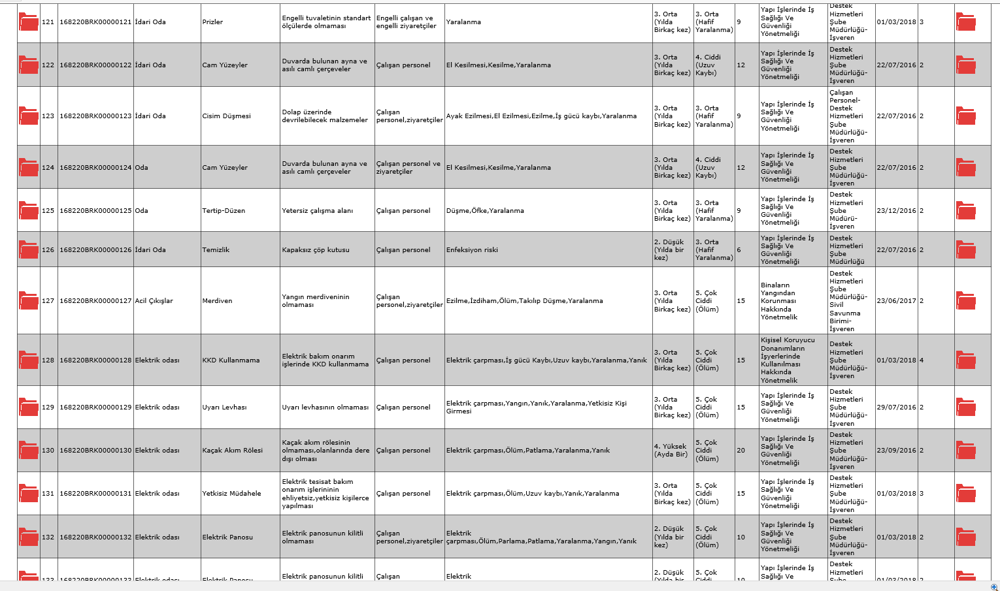 121 168220BRK00000121 İdari Oda Prizler Engelli tuvaletinin standart ölçülerde olmaması Engelli çalışan ve engelli ziyaretçiler Yaralanma 3. Orta (Yılda Birkaç kez) 3. Orta (Hafif Yaralanma) 9 Yapı İşlerinde İş Sağlığı Ve Güvenliği Yönetmeliği Destek Hizmetleri Şube Müdürlüğü-İşveren 01/03/2018 3
122 168220BRK00000122 İdari Oda Cam Yüzeyler Duvarda bulunan ayna ve asılı camlı çerçeveler Çalışan personel El Kesilmesi,Kesilme,Yaralanma 3. Orta (Yılda Birkaç kez) 4. Ciddi (Uzuv Kaybı) 12 Yapı İşlerinde İş Sağlığı Ve Güvenliği Yönetmeliği Destek Hizmetleri Şube Müdürlüğü-İşveren 22/07/2016 2
123 168220BRK00000123 İdari Oda Cisim Düşmesi Dolap üzerinde devrilebilecek malzemeler Çalışan personel,ziyaretçiler Ayak Ezilmesi,El Ezilmesi,Ezilme,İş gücü kaybı,Yaralanma 3. Orta (Yılda Birkaç kez) 3. Orta (Hafif Yaralanma) 9 Yapı İşlerinde İş Sağlığı Ve Güvenliği Yönetmeliği Çalışan Personel-Destek Hizmetleri Şube Müdürlüğü-İşveren 22/07/2016 2
124 168220BRK00000124 Oda Cam Yüzeyler Duvarda bulunan ayna ve asılı camlı çerçeveler Çalışan personel ve ziyaretçiler El Kesilmesi,Kesilme,Yaralanma 3. Orta (Yılda Birkaç kez) 4. Ciddi (Uzuv Kaybı) 12 Yapı İşlerinde İş Sağlığı Ve Güvenliği Yönetmeliği Destek Hizmetleri Şube Müdürlüğü-İşveren 22/07/2016 2
125 168220BRK00000125 Oda Tertip-Düzen Yetersiz çalışma alanı Çalışan personel Düşme,Öfke,Yaralanma 3. Orta (Yılda Birkaç kez) 3. Orta (Hafif Yaralanma) 9 Yapı İşlerinde İş Sağlığı Ve Güvenliği Yönetmeliği Destek Hizmetleri Şube Müdürü-İşveren 23/12/2016 2
126 168220BRK00000126 İdari Oda Temizlik Kapaksız çöp kutusu Çalışan personel Enfeksiyon riski 2. Düşük (Yılda bir kez) 3. Orta (Hafif Yaralanma) 6 Yapı İşlerinde İş Sağlığı Ve Güvenliği Yönetmeliği Destek Hizmetleri Şube Müdürlüğü 22/07/2016 2
127 168220BRK00000127 Acil Çıkışlar Merdiven Yangın merdiveninin olmaması Çalışan personel,ziyaretçiler Ezilme,İzdiham,Ölüm,Takılıp Düşme,Yaralanma 3. Orta (Yılda Birkaç kez) 5. Çok Ciddi (Ölüm) 15 Binaların Yangından Korunması Hakkında Yönetmelik Destek Hizmetleri Şube Müdürlüğü-Sivil Savunma Birimi-İşveren 23/06/2017 2
128 168220BRK00000128 Elektrik odası KKD Kullanmama Elektrik bakım onarım işlerinde KKD kullanmama Çalışan personel Elektrik çarpması,İş gücü Kaybı,Uzuv kaybı,Yaralanma,Yanık 3. Orta (Yılda Birkaç kez) 5. Çok Ciddi (Ölüm) 15 Kişisel Koruyucu Donanımların İşyerlerinde Kullanılması Hakkında Yönetmelik Destek Hizmetleri Şube Müdürlüğü-İşveren 01/03/2018 4
129 168220BRK00000129 Elektrik odası Uyarı Levhası Uyarı levhasının olmaması Çalışan personel Elektrik çarpması,Yangın,Yanık,Yaralanma,Yetkisiz Kişi Girmesi 3. Orta (Yılda Birkaç kez) 5. Çok Ciddi (Ölüm) 15 Yapı İşlerinde İş Sağlığı Ve Güvenliği Yönetmeliği Destek Hizmetleri Şube Müdürlüğü-İşveren 29/07/2016 2
130 168220BRK00000130 Elektrik odası Kaçak Akım Rölesi Kaçak akım rölesinin olmaması,olanlarında dere dışı olması Çalışan personel Elektrik çarpması,Ölüm,Patlama,Yaralanma,Yanık 4. Yüksek (Ayda Bir) 5. Çok Ciddi (Ölüm) 20 Yapı İşlerinde İş Sağlığı Ve Güvenliği Yönetmeliği Destek Hizmetleri Şube Müdürlüğü-İşveren 23/09/2016 2
131 168220BRK00000131 Elektrik odası Yetkisiz Müdahele Elektrik tesisat bakım onarım işlerininin ehliyetsiz,yetkisiz kişilerce yapılması Çalışan personel Elektrik çarpması,Ölüm,Uzuv kaybı,Yanık,Yaralanma 3. Orta (Yılda Birkaç kez) 5. Çok Ciddi (Ölüm) 15 Yapı İşlerinde İş Sağlığı Ve Güvenliği Yönetmeliği Destek Hizmetleri Şube Müdürlüğü-İşveren 01/03/2018 3
132 168220BRK00000132 Elektrik odası Elektrik Panosu Elektrik panosunun kilitli olmaması Çalışan personel,ziyaretçiler Elektrik çarpması,Ölüm,Parlama,Patlama,Yaralanma,Yangın,Yanık 2. Düşük (Yılda bir kez) 5. Çok Ciddi (Ölüm) 10 Yapı İşlerinde İş Sağlığı Ve Güvenliği Yönetmeliği Destek Hizmetleri Şube Müdürlüğü-İşveren 01/03/2018 2
133 168220BRK00000133 Elektrik odası Elektrik Panosu Elektrik panosunun kilitli Çalışan Elektrik 2. Düşük (Yılda bir 5. Çok Ciddi 10 Yapı İşlerinde İş Sağlığı Ve Destek Hizmetleri Şube 01/03/2018 2